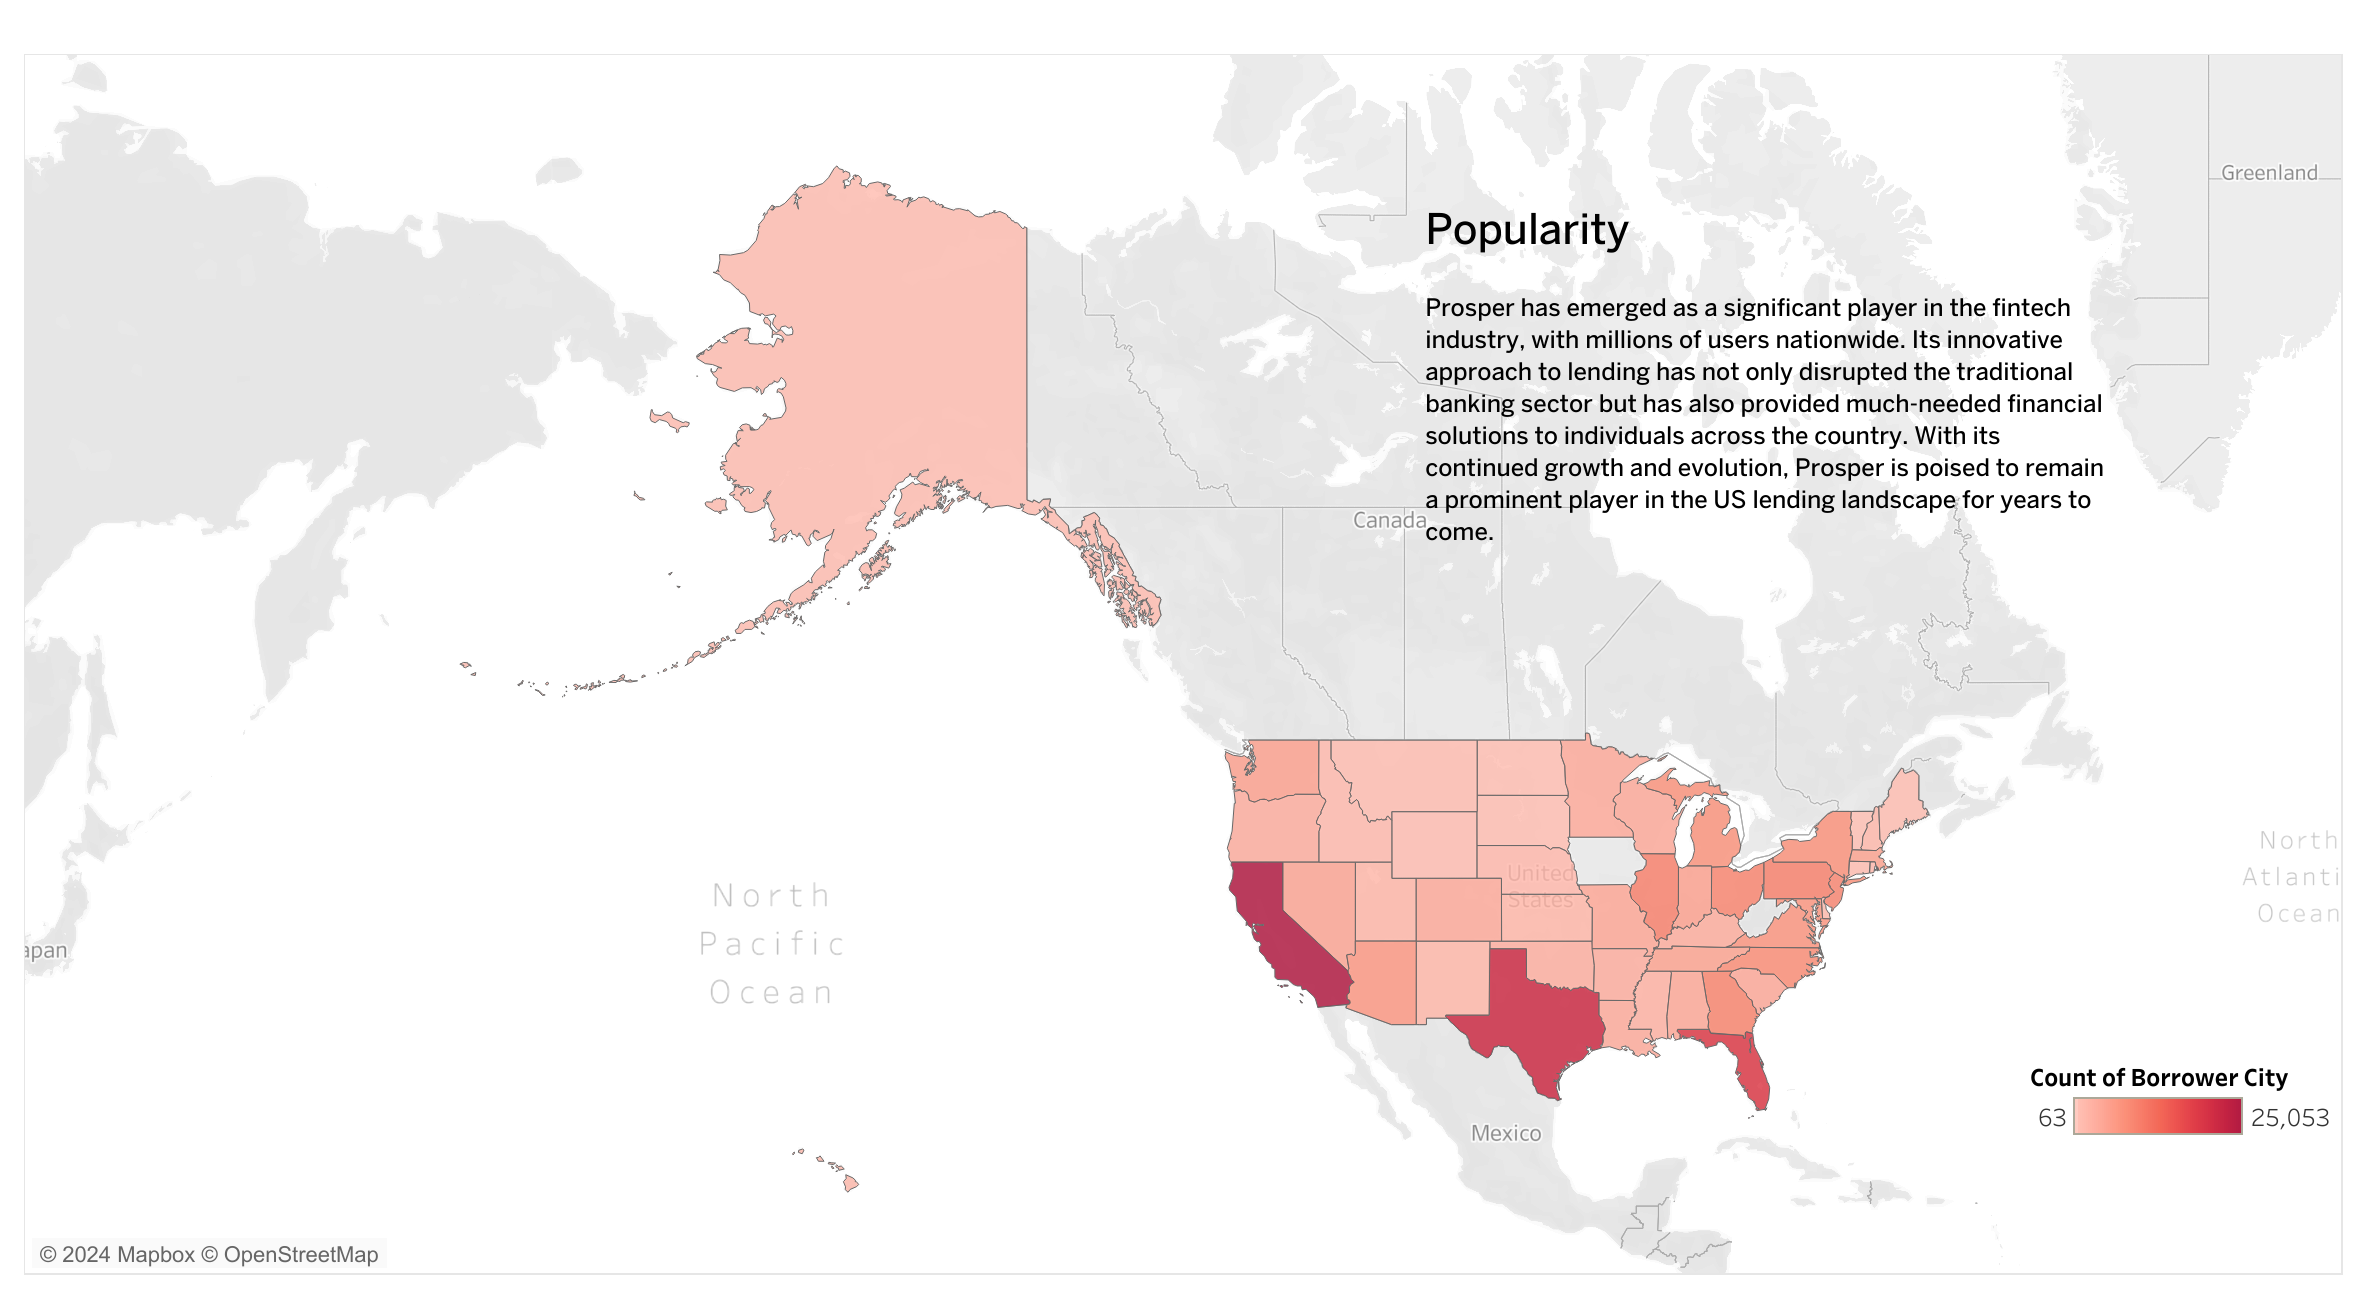 Greenland
Popularity
Prosper has emerged as a significant player in the fintech
industry, with millions of users nationwide. Its innovative
approach to lending has not only disrupted the traditional
banking sector but has also provided much-needed financial
solutions to individuals across the country. With its
continued growth and evolution, Prosper is poised to remain
a prominent player in the US lending landscape for years to
come.
Canada
United
States
North
Pacific
Ocean
North
Atlanti
Ocean
apan
Mexico
Count of Borrower City
63 25,053
© 2024 Mapbox © OpenStreetMap